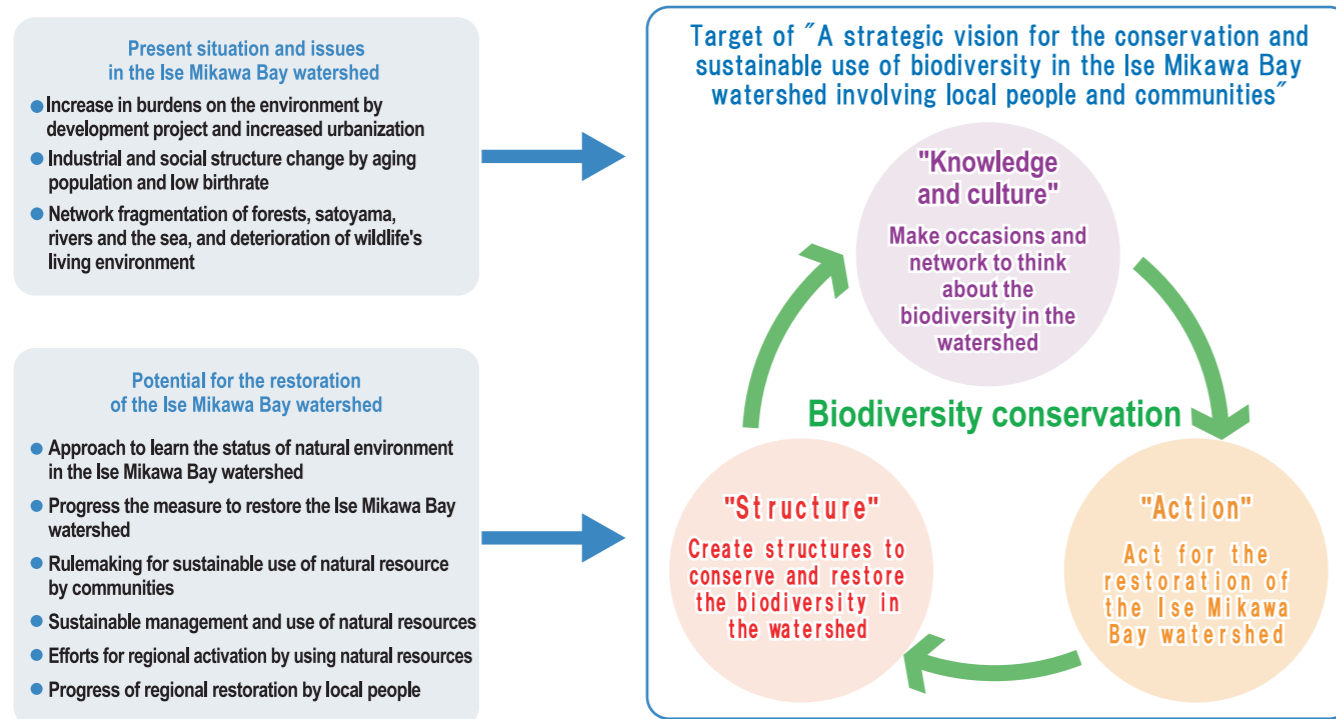 Present situation and issues
in the Ise Mikawa Bay watershed
● Increase in burdens on the environment by
development project and increased urbanization
● Industrial and social structure change by aging
population and low birthrate
● Network fragmentation of forests, satoyama,
rivers and the sea, and deterioration of wildlife's
living environment
Potential for the restoration
of the Ise Mikawa Bay watershed
● Approach to learn the status of natural environment
in the Ise Mikawa Bay watershed
● Progress the measure to restore the Ise Mikawa Bay
watershed
● Rulemaking for sustainable use of natural resource
by communities
● Sustainable management and use of natural resources
● Efforts for regional activation by using natural resources
● Progress of regional restoration by local people
Target of "A strategic vision for the conservation and
sustainable use of biodiversity in the Ise Mikawa Bay
watershed involving local people and communities"
"Knowledge
and culture"
Make occasions and
network to think
about the
biodiversity in the
watershed
Biodiversity conservation
"Structure"
Create structures to
conserve and restore
the biodiversity in
the watershed
"Action"
Act for the
restoration of
the Ise Mikawa
Bay watershed